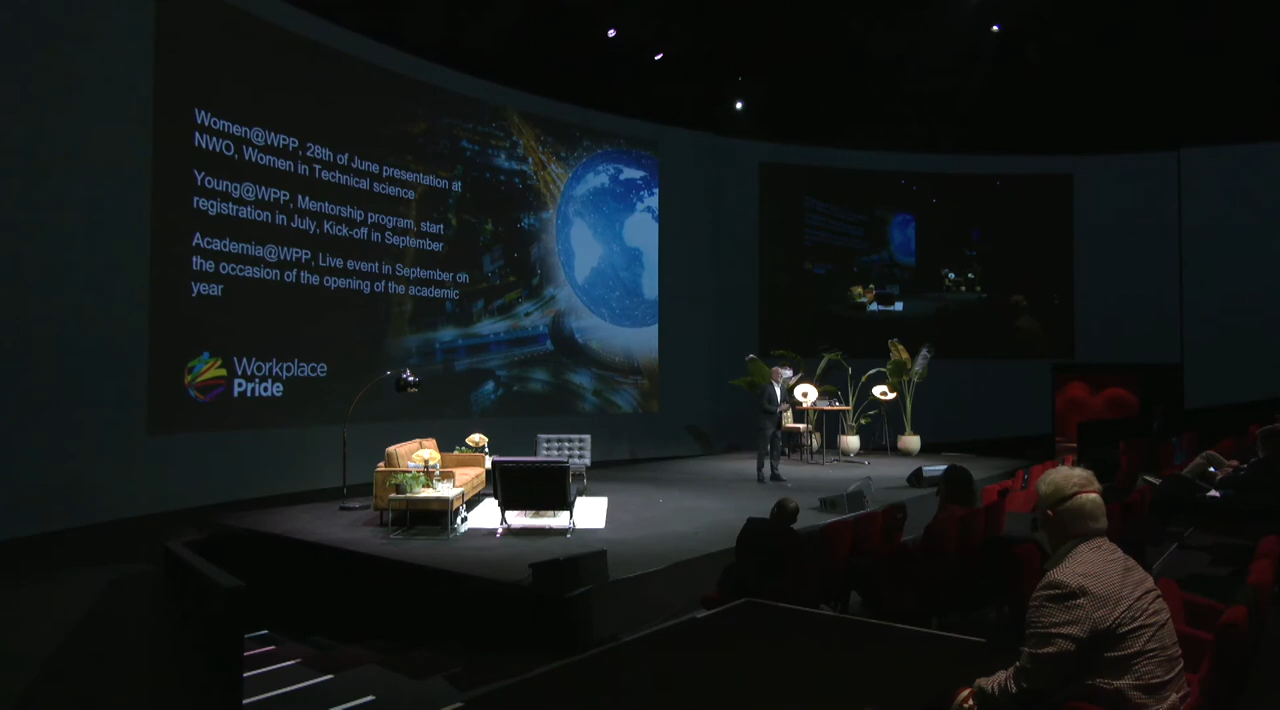 Women@WPP, 28th of June presentation at
NWO, Women in Technical science
Young@WPP, Mentorship program, start
registration in July, Kick-off in September
Academia@WPP, Live event in September on
the occasion of the opening of the academic
year
Workplace
Pride